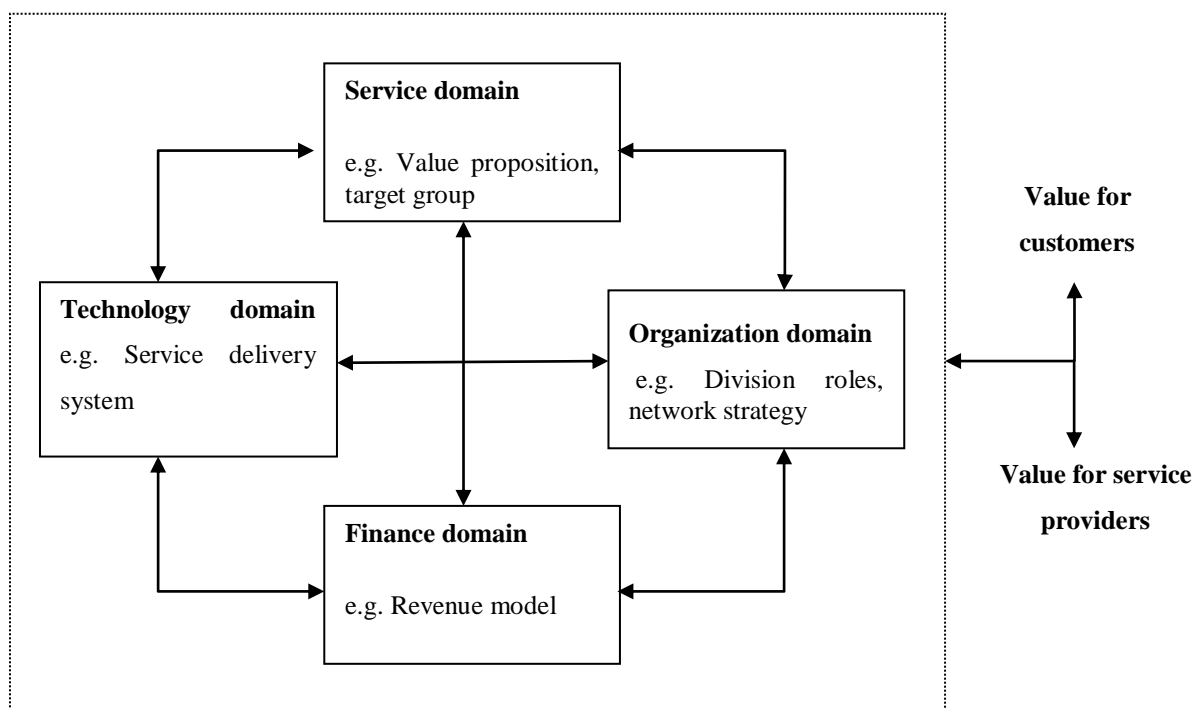 Service domain
e.g. Value proposition,
target group
Value for
customers
Technology domain
e.g. Service delivery
system
Organization domain
e.g. Division roles,
network strategy
Value for service
providers
Finance domain
e.g. Revenue model